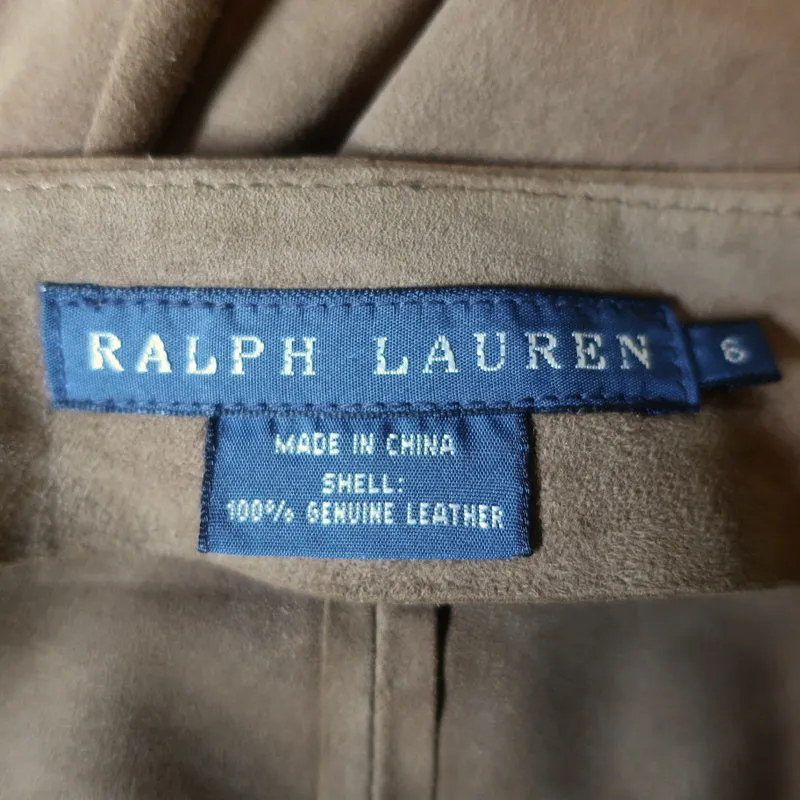 RALPH LAUREN
6
MADE IN CHINA
SHELL:
100% GENUINE LEATHER